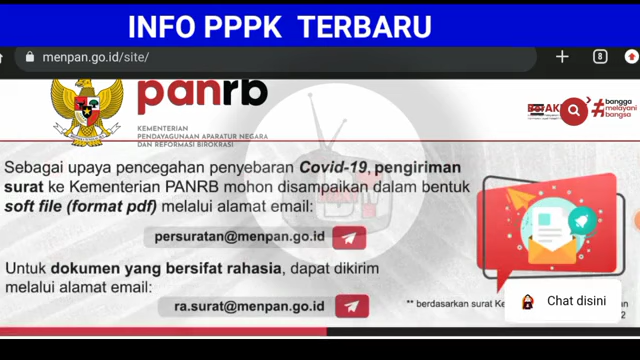 INFO PPPK TERBARU
menpan.go.id/site/
8
panrb
KEMENTERIAN
PENDAYAGUNAAN APARATUR NEGARA
DAN REFORMASI BIROKRASI
#bangga
melayani
bangsa
Sebagai upaya pencegahan penyebaran Covid-19, pengiriman
surat ke Kementerian PANRB mohon disampaikan dalam bentuk
soft file (format pdf) melalui alamat email:
persuratan@menpan.go.id
Untuk dokumen yang bersifat rahasia, dapat dikirim
melalui alamat email:
ra.surat@menpan.go.id
** berdasarkan surat Ke
Chat disini